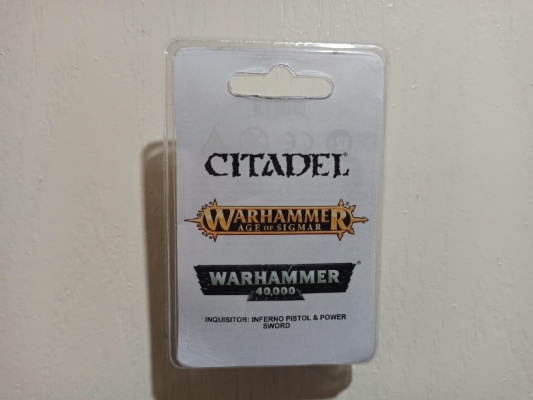 CITADEL®
WARHAMMER
AGE OF SIGMAR
WARHAMMER®
40,000
INQUISITOR: INFERNO PISTOL & POWER
SWORD